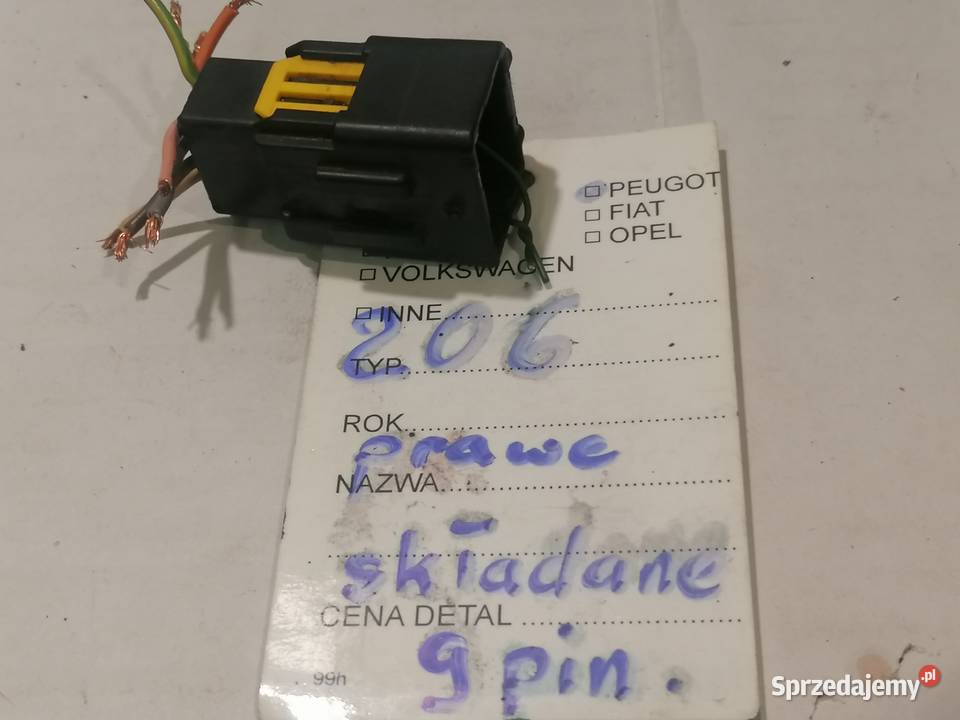 □ PEUGOT
□ FIAT
□ OPEL
□ VOLKSWAGEN
□ INNE
206
TYP
ROK
prawe
NAZWA
składane
CENA DETAL
9 pin.
99h
Sprzedajemy.pl